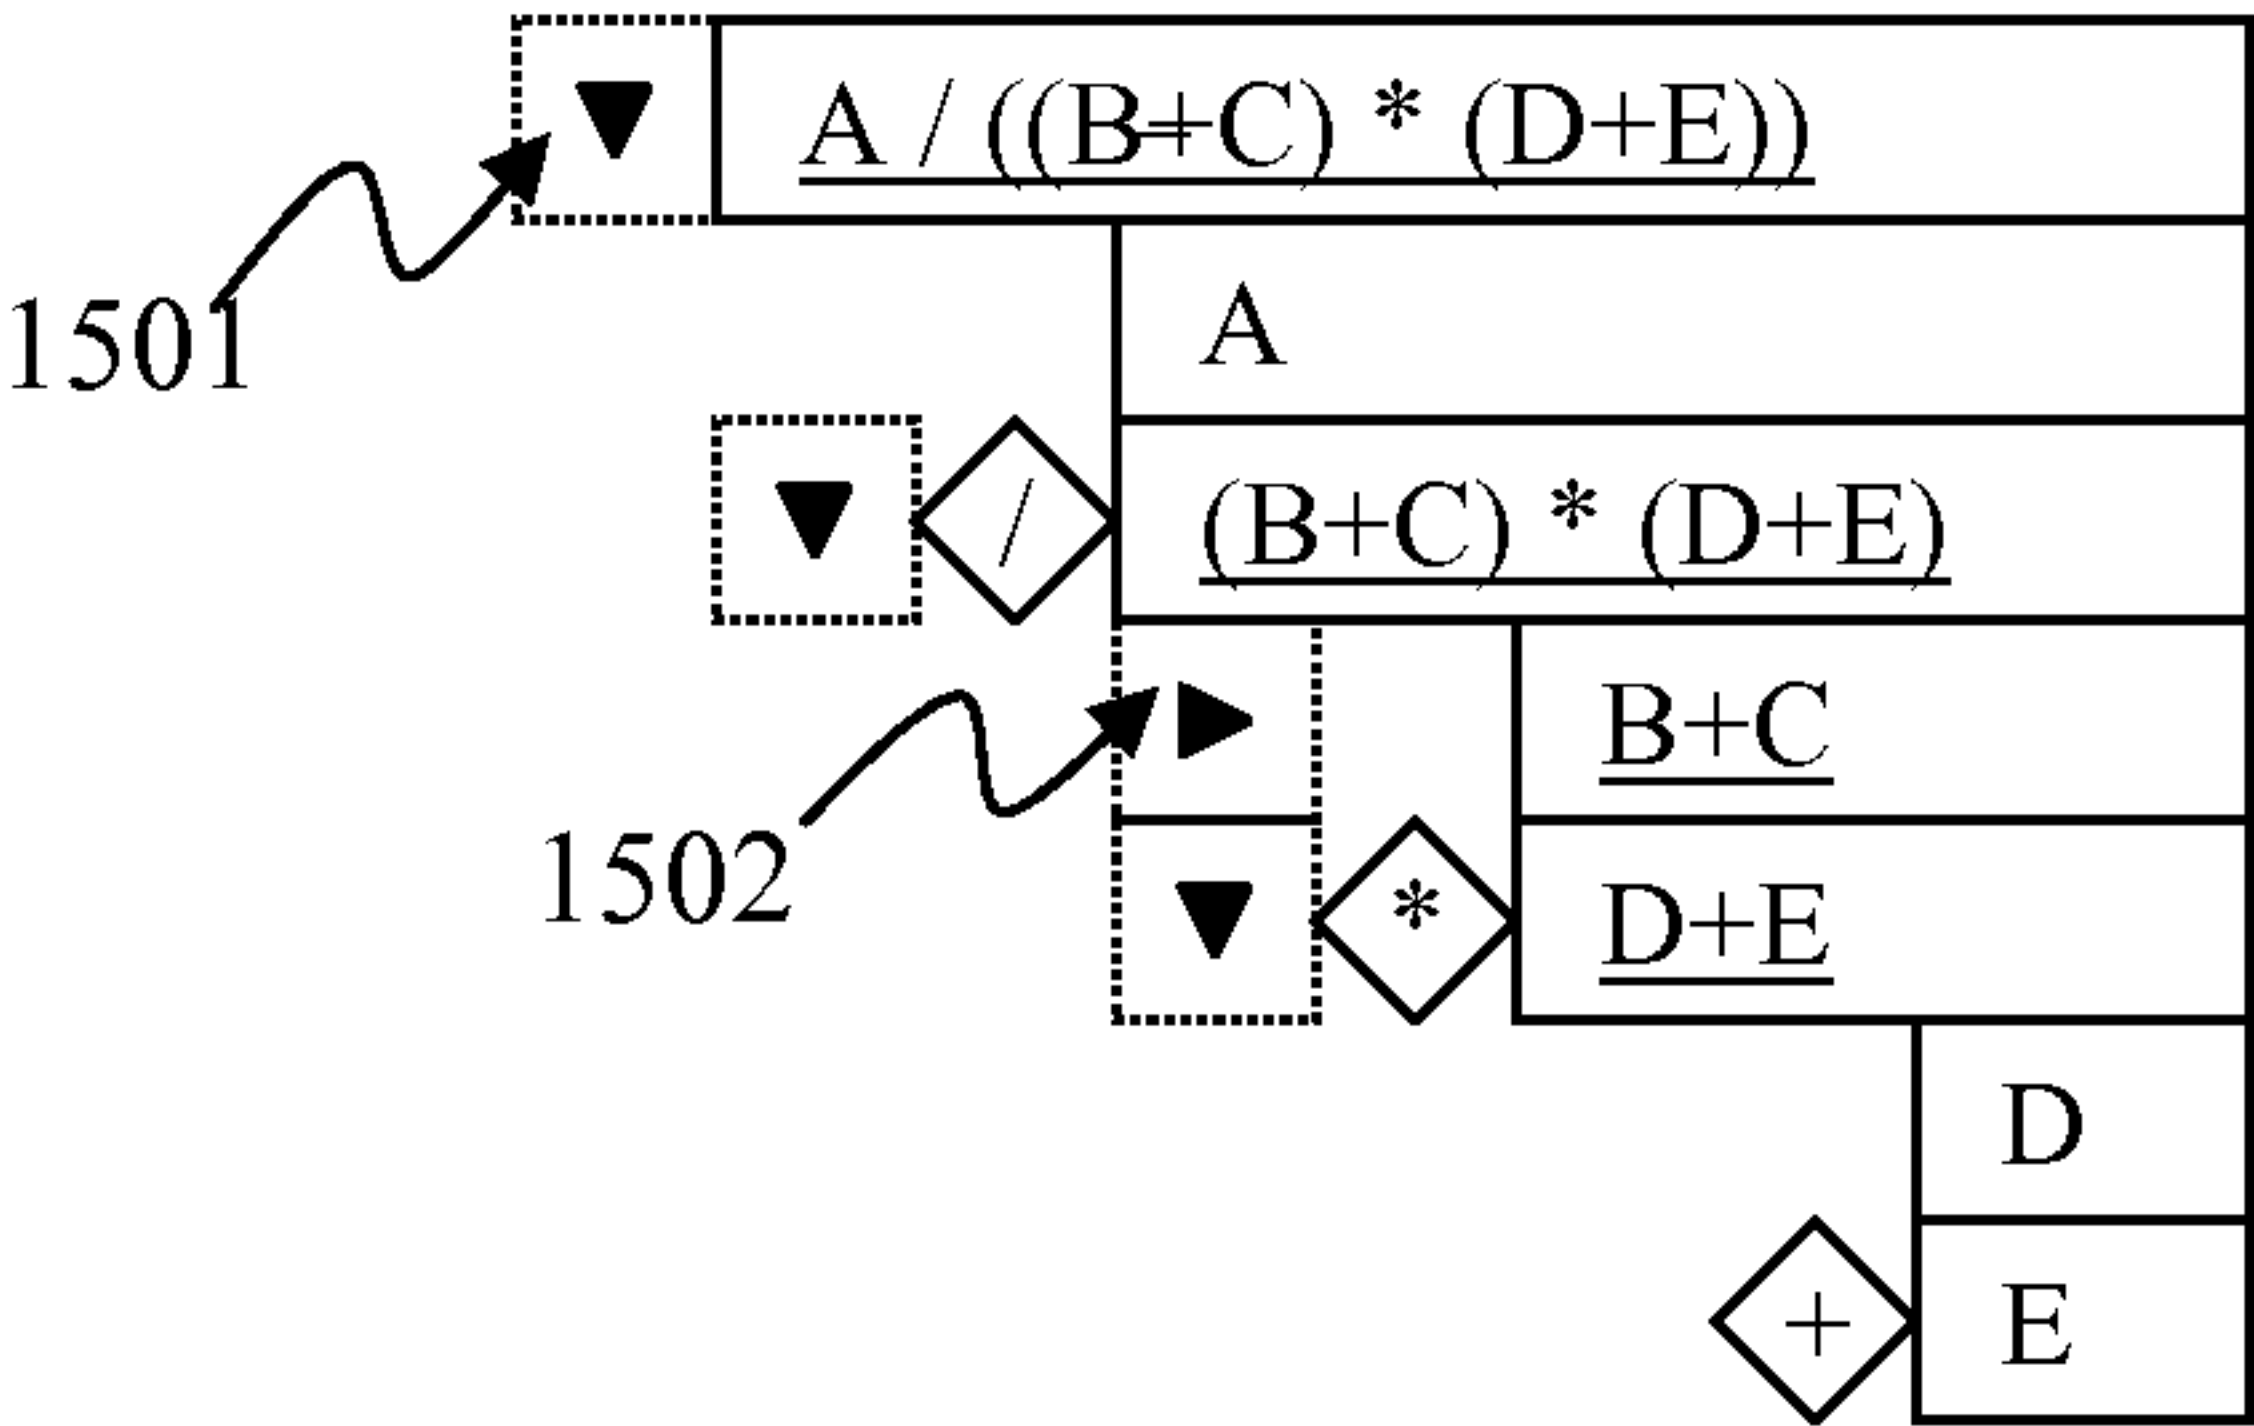 A / ((B+C) * (D+E))
1501
A
/
(B+C) * (D+E)
B+C
1502
*
D+E
D
+
E